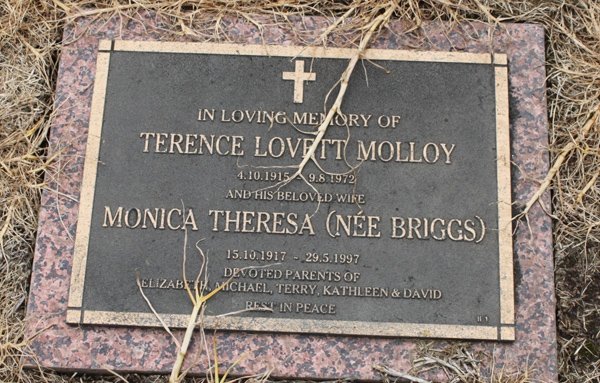 IN LOVING MEMORY OF
TERENCE LOVETT MOLLOY
4.10.1915 - 9.8.1972
AND HIS BELOVED WIFE
MONICA THERESA (NÉE BRIGGS)
15.10.1917 - 29.5.1997
DEVOTED PARENTS OF
ELIZABETH, MICHAEL, TERRY, KATHLEEN & DAVID
REST IN PEACE